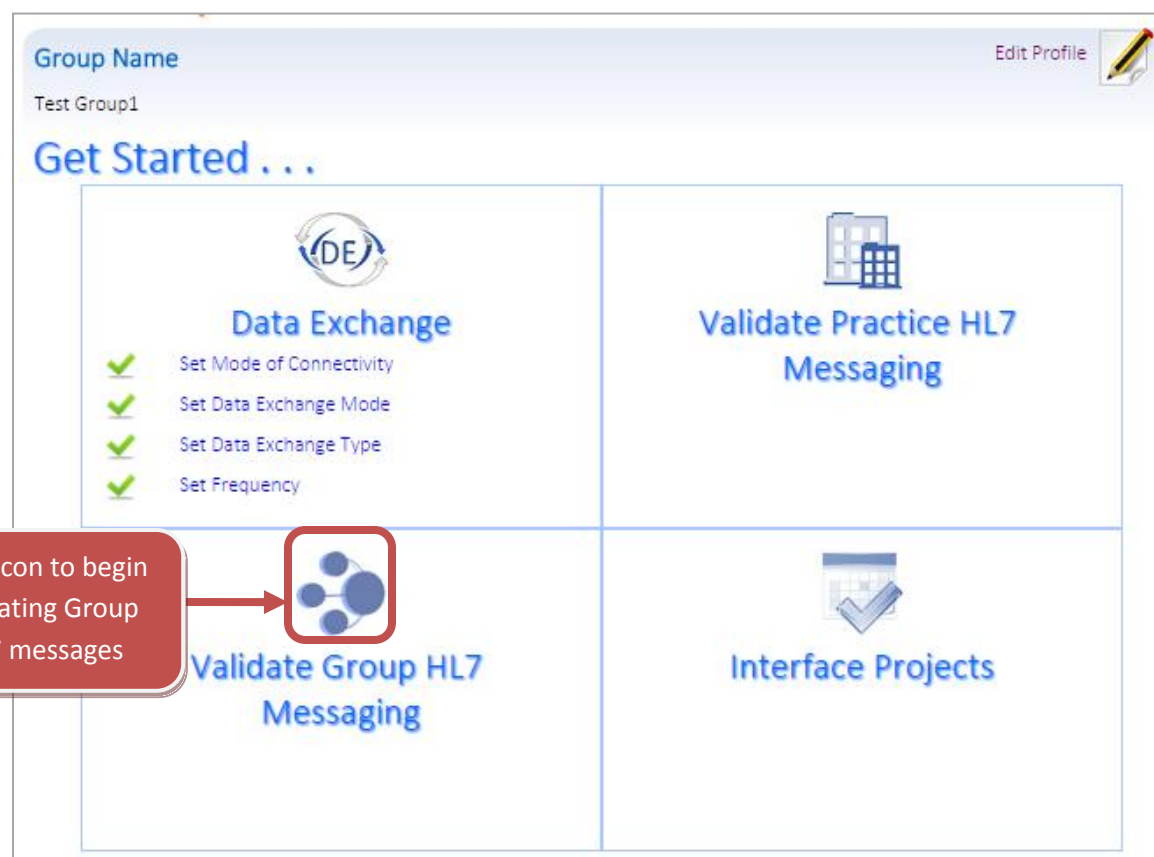 Group Name
Edit Profile
Test Group1
Get Started . . .
DE
Data Exchange
Set Mode of Connectivity
Set Data Exchange Mode
Set Data Exchange Type
Set Frequency
Validate Practice HL7
Messaging
to begin
Group
messages
Validate Group HL7
Messaging
Interface Projects